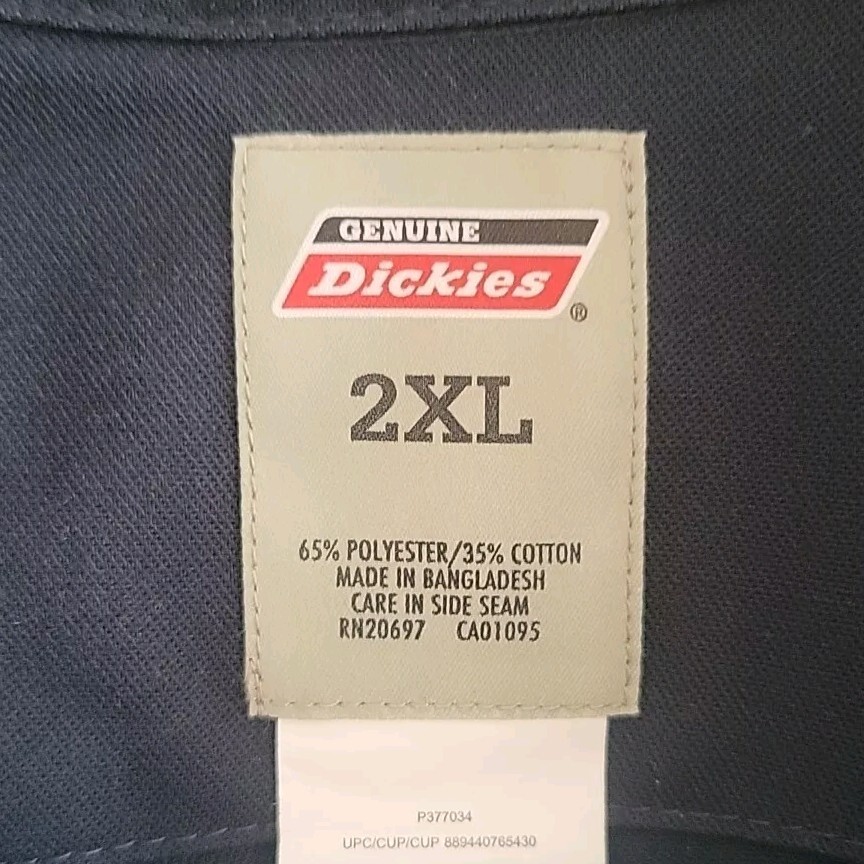 GENUINE
Dickies
®
2XL
65% POLYESTER/35% COTTON
MADE IN BANGLADESH
CARE IN SIDE SEAM
RN20697 CA01095
P377034
UPC/CUP/CUP 889440765430